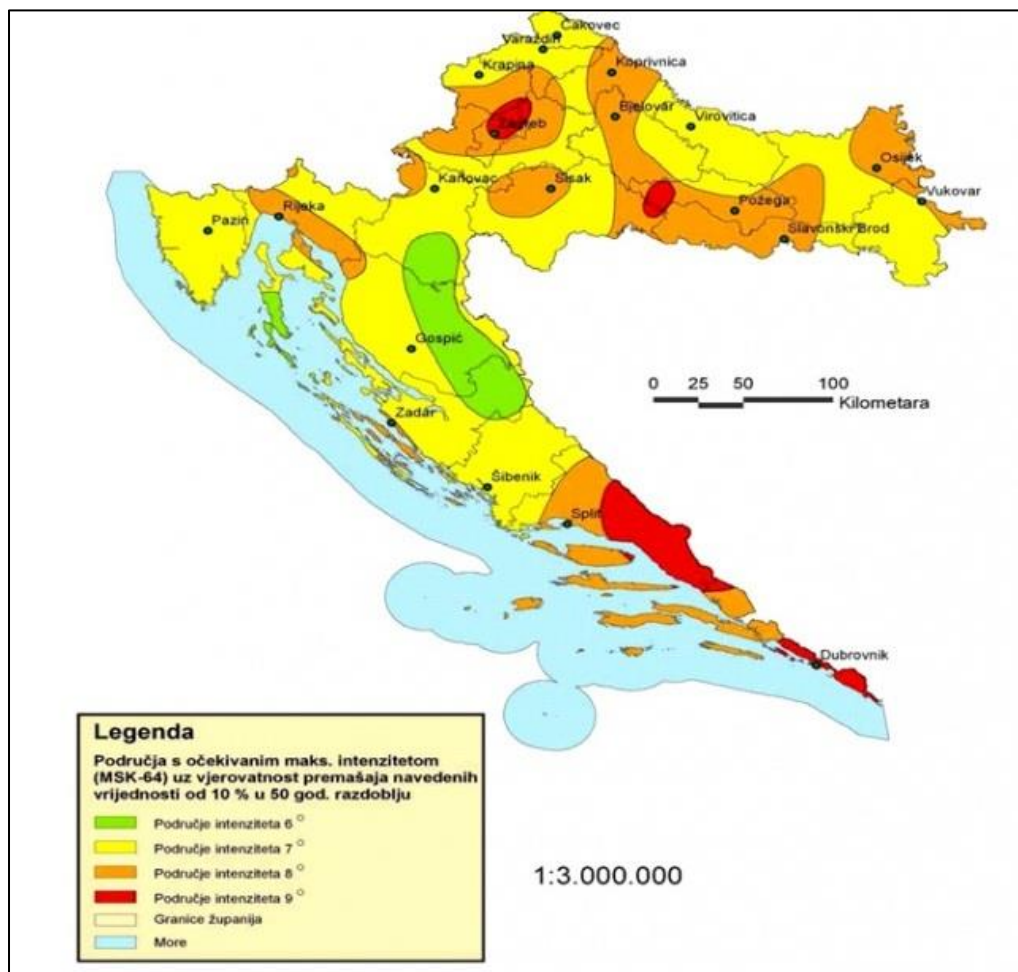 Čakovec
Varaždin
Krapina
Koprivnica
Zagreb
Bjelovar
Virovitica
Osijek
Karlovac
Sisak
Vukovar
Rijeka
Požega
Pazin
Slavonski Brod
Gospić
0 25 50 100
Kilometara
Zadar
Šibenik
Split
Dubrovnik
Legenda
Područja s očekivanim maks. intenzitetom
(MSK-64) uz vjerovatnost premašaja navedenih
vrijednosti od 10 % u 50 god. razdoblju
Područje intenziteta 6 °
Područje intenziteta 7 °
Područje intenziteta 8 °
Područje intenziteta 9 °
Granice županija
More
1:3.000.000